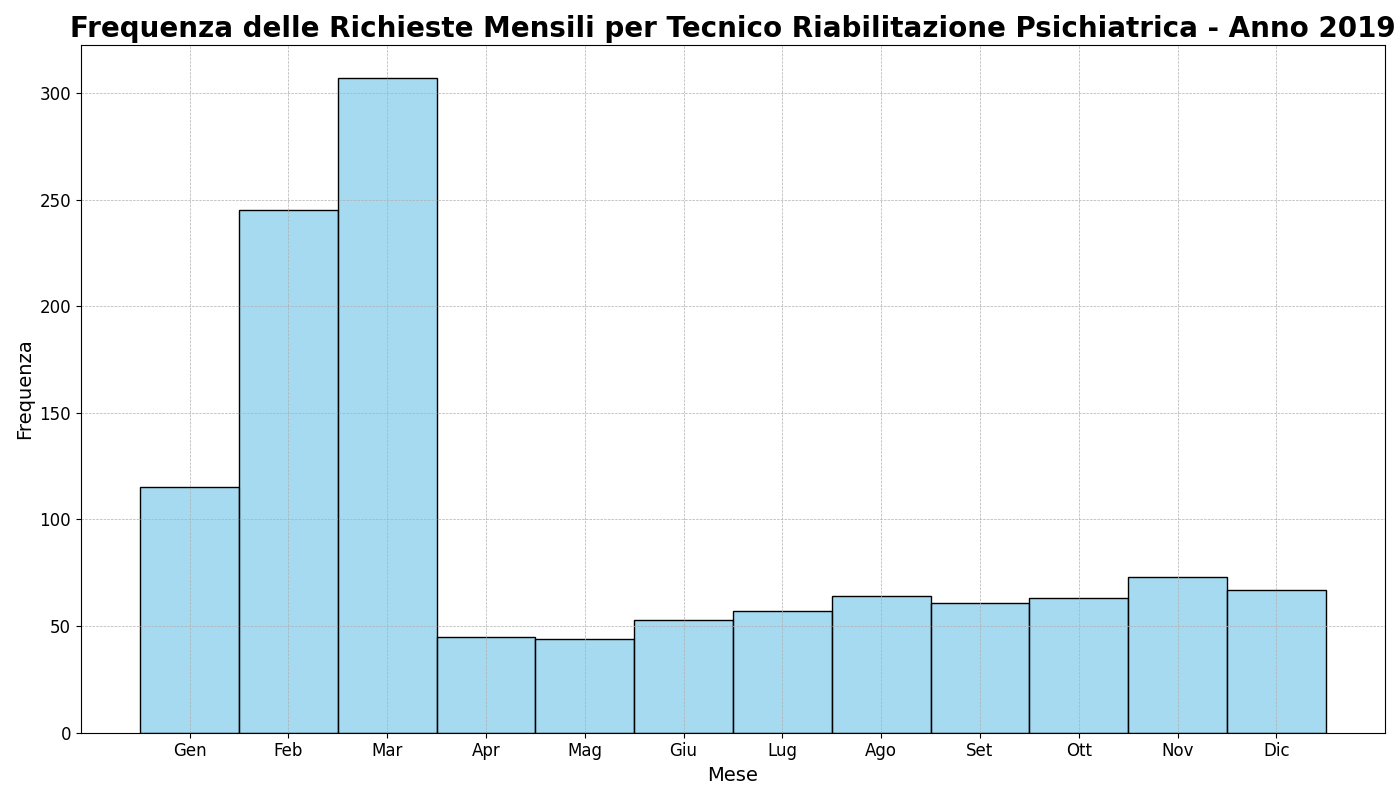 Frequenza delle Richieste Mensili per Tecnico Riabilitazione Psichiatrica - Anno 2019
Frequenza
300
250
200
150
100
50
0
Gen Feb Mar Apr Mag Giu Lug Ago Set Ott Nov Dic
Mese